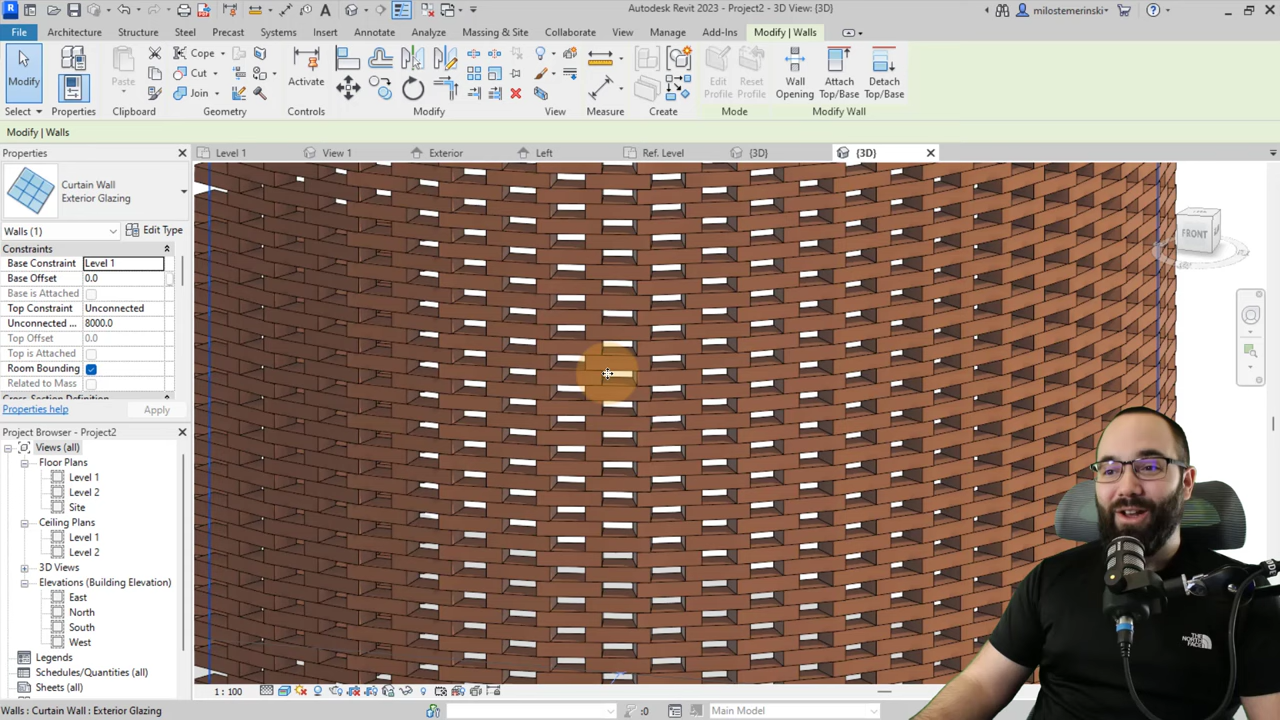 Autodesk Revit 2023 - Project2 - 3D View: {3D}
milostemerinski
File Architecture Structure Steel Precast Systems Insert Annotate Analyze Massing & Site Collaborate View Manage Add-Ins Modify | Walls
Modify
Properties
Paste
Cope
Cut
Join
Activate
Edit Profile
Reset Profile
Wall Opening
Attach Top/Base
Detach Top/Base
Select Properties Clipboard Geometry Controls Modify View Measure Create Mode Modify Wall
Modify | Walls
Properties
Level 1 View 1 Exterior Left Ref. Level {3D} {3D}
Curtain Wall
Exterior Glazing
Walls (1) Edit Type
Constraints
Base Constraint Level 1
Base Offset 0.0
Base is Attached
Top Constraint Unconnected
Unconnected ... 8000.0
Top Offset 0.0
Top is Attached
Room Bounding
Related to Mass
Cross-Section Definition
Properties help Apply
Project Browser - Project2
Views (all)
Floor Plans
Level 1
Level 2
Site
Ceiling Plans
Level 1
Level 2
3D Views
Elevations (Building Elevation)
East
North
South
West
Legends
Schedules/Quantities (all)
Sheets (all)
FRONT
THE
NORTH
FACE
1 : 100
Walls : Curtain Wall : Exterior Glazing
:0
Main Model